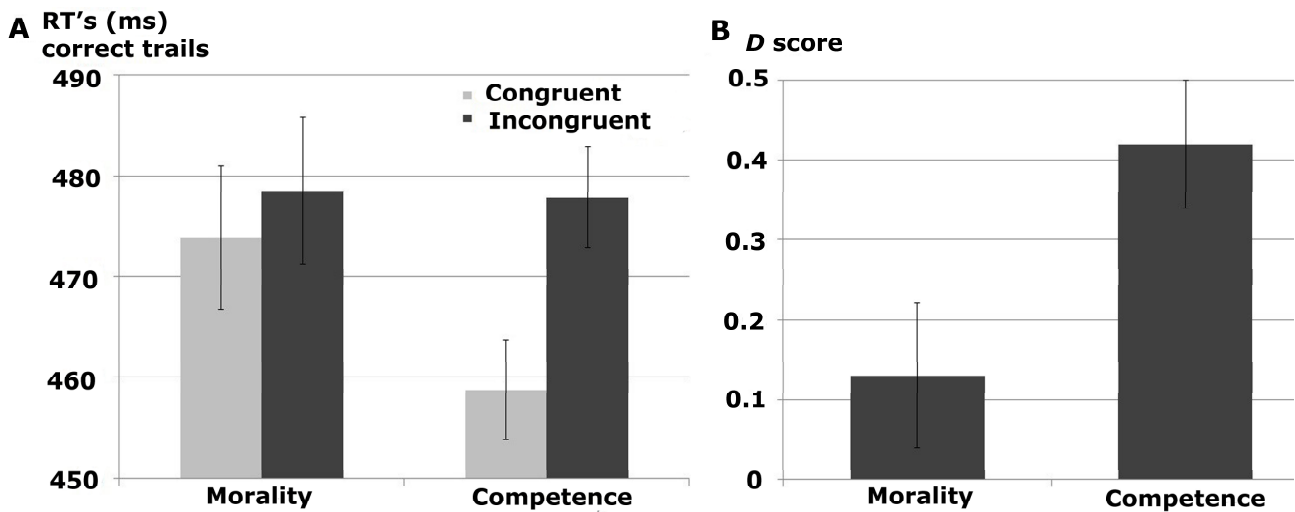 A
RT's (ms)
correct trails
490
480
470
460
450
Congruent
Incongruent
Morality
Competence
B
D score
0.5
0.4
0.3
0.2
0.1
0
Morality
Competence